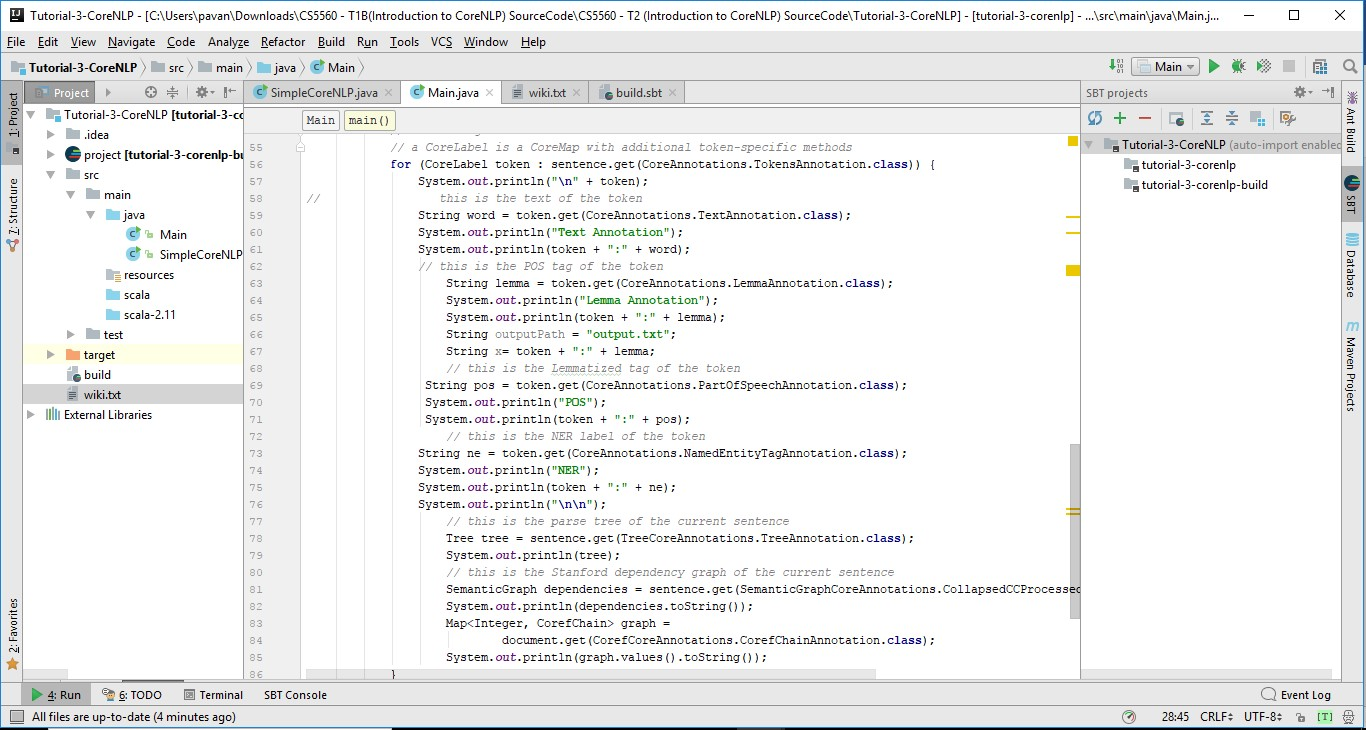 Tutorial-3-CoreNLP - [C:\Users\pavan\Downloads\CS5560 - T1B(Introduction to CoreNLP) SourceCode\CS5560 - T2 (Introduction to CoreNLP) SourceCode\Tutorial-3-CoreNLP] - [tutorial-3-corenlp] - ...\src\main\java\Main.j...
File Edit View Navigate Code Analyze Refactor Build Run Tools VCS Window Help
Tutorial-3-CoreNLP src main java Main
Main
1: Project
7: Structure
2: Favorites
Project
Tutorial-3-CoreNLP [tutorial-3-co
.idea
project [tutorial-3-corenlp-bu
src
main
java
Main
SimpleCoreNLP
resources
scala
scala-2.11
test
target
build
wiki.txt
External Libraries
SimpleCoreNLP.java Main.java wiki.txt build.sbt
Main main()
55 // a CoreLabel is a CoreMap with additional token-specific methods
56 for (CoreLabel token : sentence.get(CoreAnnotations.TokensAnnotation.class)) {
57 System.out.println("\n" + token);
58 // this is the text of the token
59 String word = token.get(CoreAnnotations.TextAnnotation.class);
60 System.out.println("Text Annotation");
61 System.out.println(token + ":" + word);
62 // this is the POS tag of the token
63 String lemma = token.get(CoreAnnotations.LemmaAnnotation.class);
64 System.out.println("Lemma Annotation");
65 System.out.println(token + ":" + lemma);
66 String outputPath = "output.txt";
67 String x= token + ":" + lemma;
68 // this is the Lemmatized tag of the token
69 String pos = token.get(CoreAnnotations.PartOfSpeechAnnotation.class);
70 System.out.println("POS");
71 System.out.println(token + ":" + pos);
72 // this is the NER label of the token
73 String ne = token.get(CoreAnnotations.NamedEntityTagAnnotation.class);
74 System.out.println("NER");
75 System.out.println(token + ":" + ne);
76 System.out.println("\n\n");
77 // this is the parse tree of the current sentence
78 Tree tree = sentence.get(TreeCoreAnnotations.TreeAnnotation.class);
79 System.out.println(tree);
80 // this is the Stanford dependency graph of the current sentence
81 SemanticGraph dependencies = sentence.get(SemanticGraphCoreAnnotations.CollapsedCCProcessed
82 System.out.println(dependencies.toString());
83 Map<Integer, CorefChain> graph =
84 document.get(CorefCoreAnnotations.CorefChainAnnotation.class);
85 System.out.println(graph.values().toString());
86 }
SBT projects
Tutorial-3-CoreNLP (auto-import enabled
tutorial-3-corenlp
tutorial-3-corenlp-build
Ant Build
SBT
Database
Maven Projects
4: Run 6: TODO Terminal SBT Console Event Log
All files are up-to-date (4 minutes ago) 28:45 CRLF UTF-8 [T]